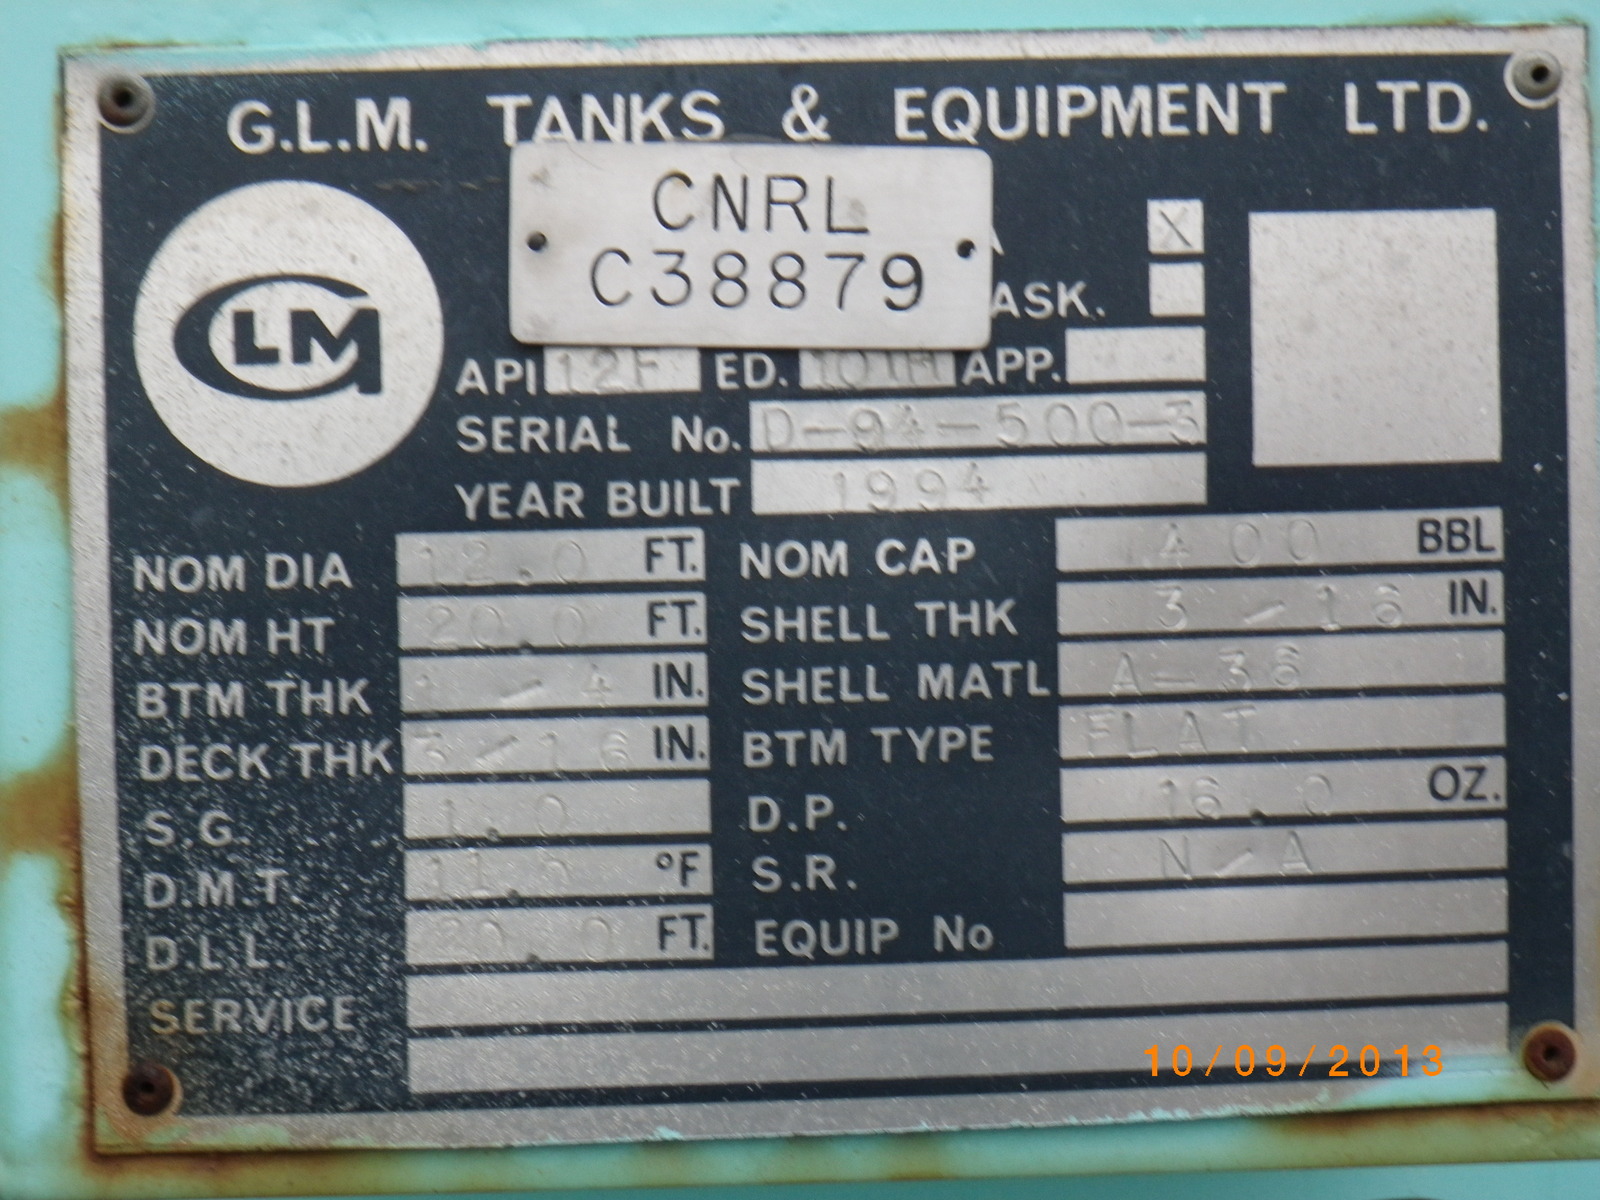 G.L.M. TANKS & EQUIPMENT LTD.
CNRL
C38879
X
ASK.
GLM
API 12F ED. 10TH APP.
SERIAL No. D-94-500-3
YEAR BUILT 1994
NOM DIA 12.0 FT. NOM CAP 400 BBL
NOM HT 20.0 FT. SHELL THK 3/16 IN.
BTM THK 1/4 IN. SHELL MATL A-36
DECK THK 3/16 IN. BTM TYPE FLAT
S.G. 1.0 D.P. 16.0 OZ.
D.M.T. °F S.R. N/A
D.L.L. 20.0 FT. EQUIP No
SERVICE
10/09/2013